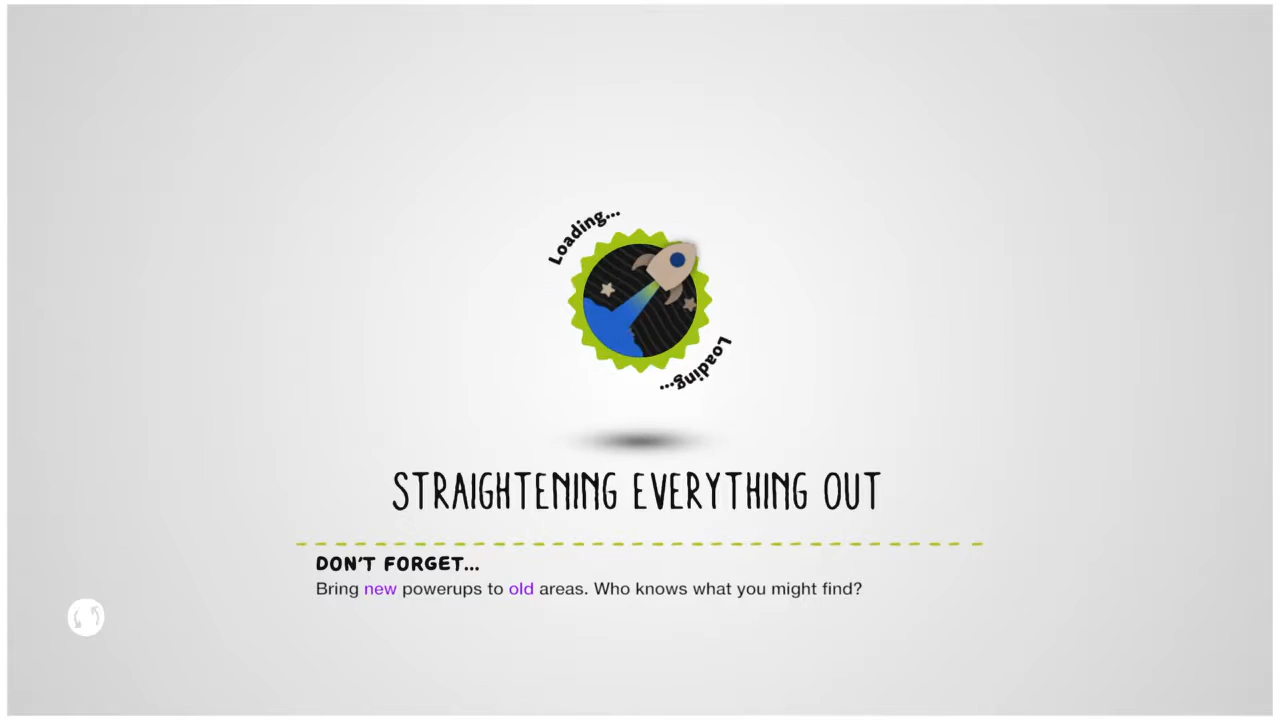 Loading...
Loading...
STRAIGHTENING EVERYTHING OUT
DON'T FORGET...
Bring new powerups to old areas. Who knows what you might find?